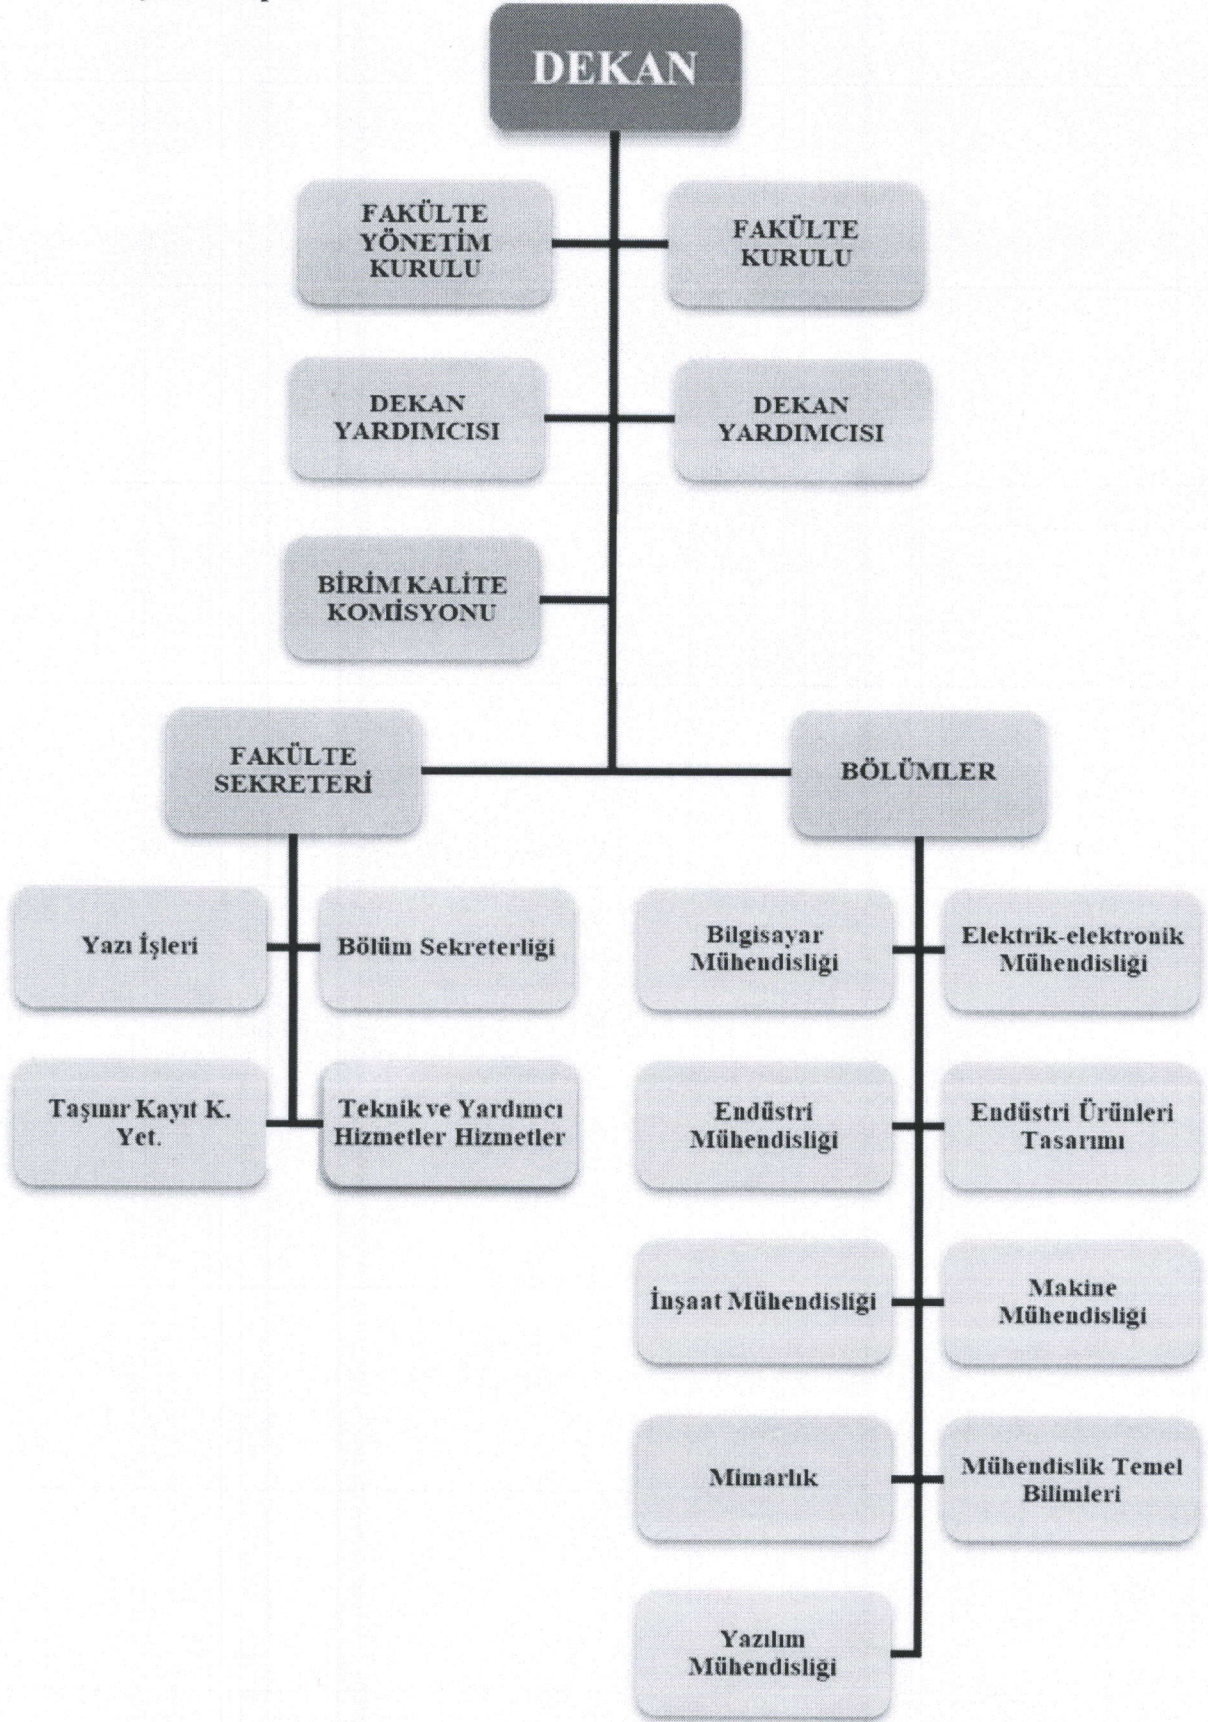 DEKAN
FAKÜLTE
YÖNETİM
KURULU
FAKÜLTE
KURULU
DEKAN
YARDIMCISI
DEKAN
YARDIMCISI
BİRİM KALİTE
KOMİSYONU
FAKÜLTE
SEKRETERİ
BÖLÜMLER
Yazı İşleri
Bölüm Sekreterliği
Taşınır Kayıt K.
Yet.
Teknik ve Yardımcı
Hizmetler Hizmetler
Bilgisayar
Mühendisliği
Elektrik-elektronik
Mühendisliği
Endüstri
Mühendisliği
Endüstri Ürünleri
Tasarımı
İnşaat Mühendisliği
Makine
Mühendisliği
Mimarlık
Mühendislik Temel
Bilimleri
Yazılım
Mühendisliği